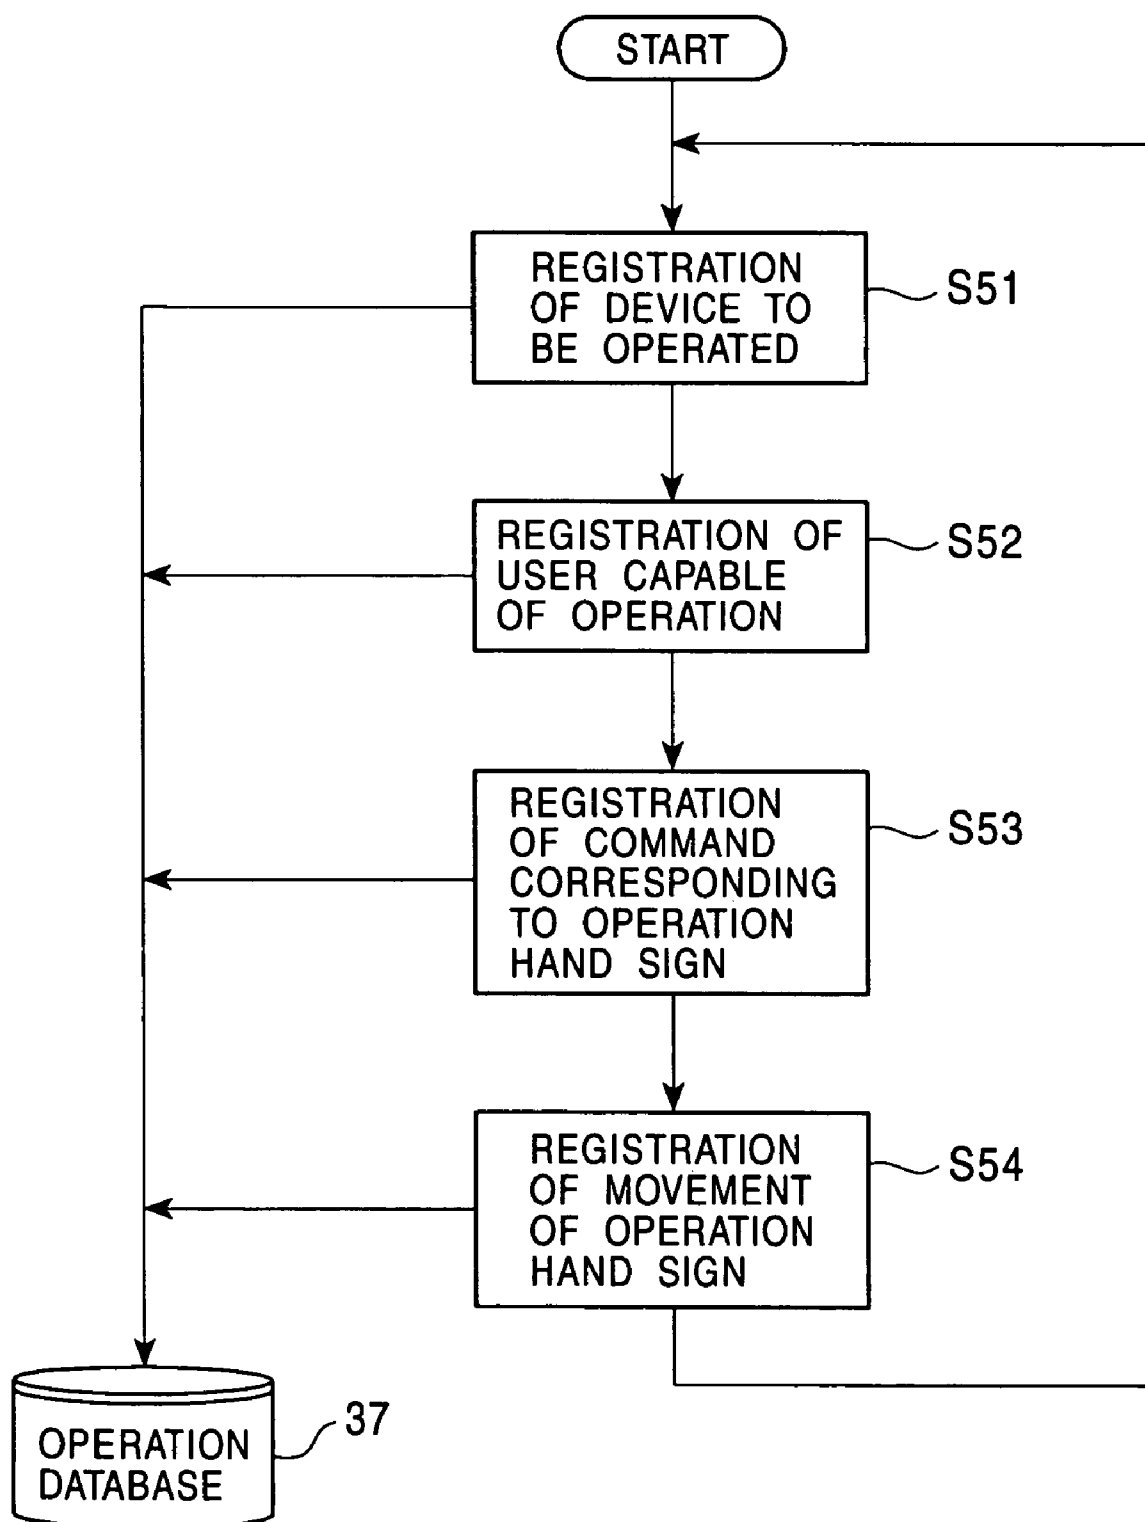 START
REGISTRATION
OF DEVICE TO
BE OPERATED
S51
REGISTRATION OF
USER CAPABLE
OF OPERATION
S52
REGISTRATION
OF COMMAND
CORRESPONDING
TO OPERATION
HAND SIGN
S53
REGISTRATION
OF MOVEMENT
OF OPERATION
HAND SIGN
S54
OPERATION
DATABASE
37